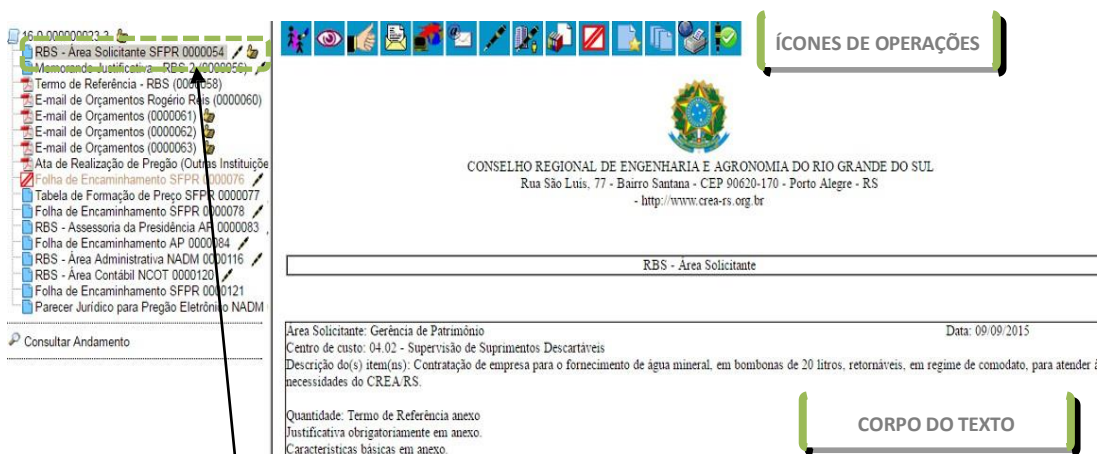 16.0.000000023-3
RBS - Área Solicitante SFPR 0000054
Memorando Justificativa - RBS 2 (0000056)
Termo de Referência - RBS (0000058)
E-mail de Orçamentos Rogério Reis (0000060)
E-mail de Orçamentos (0000061)
E-mail de Orçamentos (0000062)
E-mail de Orçamentos (0000063)
Ata de Realização de Pregão (Outras Instituiçõe
Folha de Encaminhamento SFPR 0000076
Tabela de Formação de Preço SFPR 0000077
Folha de Encaminhamento SFPR 0000078
RBS - Assessoria da Presidência AP 0000083
Folha de Encaminhamento AP 0000084
RBS - Área Administrativa NADM 0000116
RBS - Área Contábil NCOT 0000120
Folha de Encaminhamento SFPR 0000121
Parecer Jurídico para Pregão Eletrônico NADM
Consultar Andamento
ÍCONES DE OPERAÇÕES
CONSELHO REGIONAL DE ENGENHARIA E AGRONOMIA DO RIO GRANDE DO SUL
Rua São Luis, 77 - Bairro Santana - CEP 90620-170 - Porto Alegre - RS
- http://www.crea-rs.org.br
RBS - Área Solicitante
Área Solicitante: Gerência de Patrimônio Data: 09/09/2015
Centro de custo: 04.02 - Supervisão de Suprimentos Descartáveis
Descrição do(s) item(ns): Contratação de empresa para o fornecimento de água mineral, em bombonas de 20 litros, retornáveis, em regime de comodato, para atender à
necessidades do CREA/RS.
Quantidade: Termo de Referência anexo
Justificativa obrigatoriamente em anexo.
Características básicas em anexo.
CORPO DO TEXTO